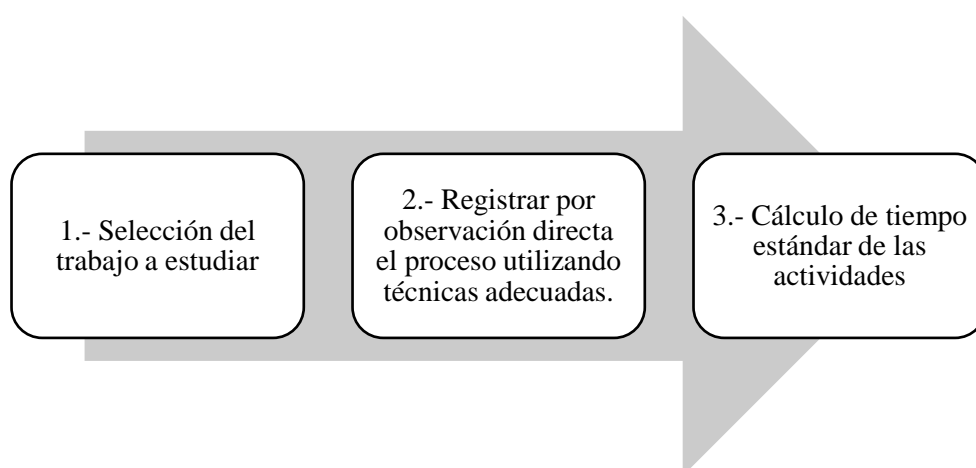 1.- Selección del
trabajo a estudiar
2.- Registrar por
observación directa
el proceso utilizando
técnicas adecuadas.
3.- Cálculo de tiempo
estándar de las
actividades